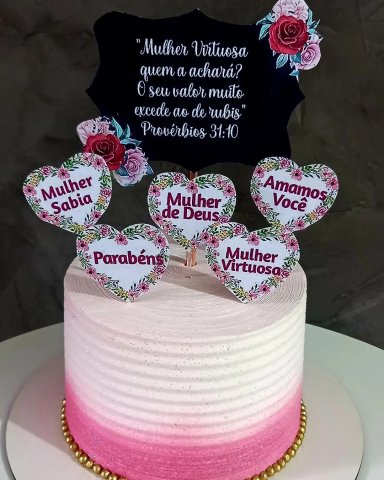 "Mulher Virtuosa
quem a achará?
O seu valor muito
excede ao de rubis"
Provérbios 31:10
Mulher
Sabia
Mulher
de Deus
Amamos
Você
Parabéns
Mulher
Virtuosa